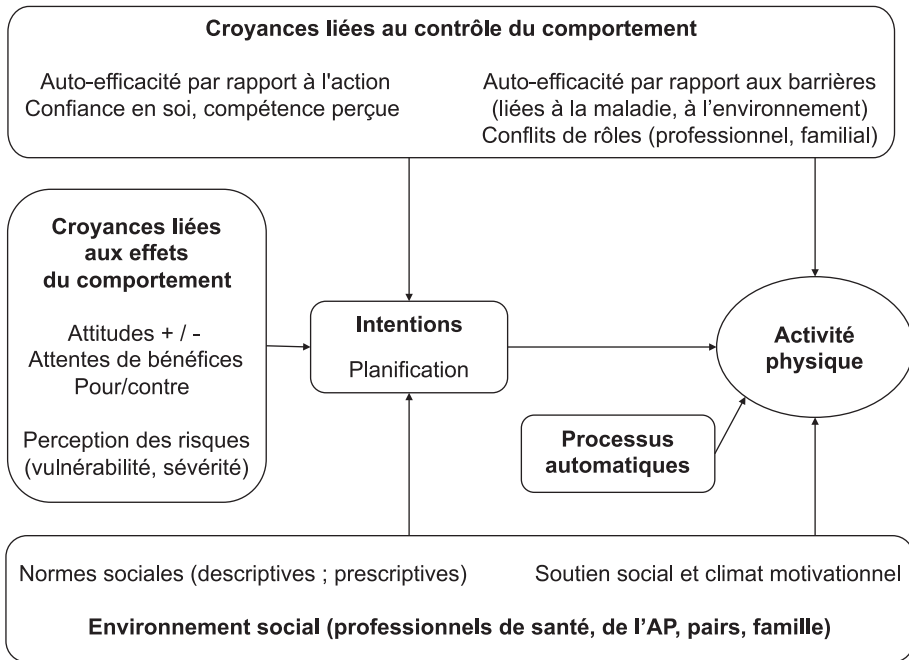 Croyances liées au contrôle du comportement
Auto-efficacité par rapport à l'action
Confiance en soi, compétence perçue
Auto-efficacité par rapport aux barrières
(liées à la maladie, à l’environnement)
Conflits de rôles (professionnel, familial)
Croyances liées
aux effets
du comportement
Attitudes + / -
Attentes de bénéfices
Pour/contre
Perception des risques
(vulnérabilité, sévérité)
Intentions
Planification
Activité
physique
Processus
automatiques
Normes sociales (descriptives ; prescriptives)
Soutien social et climat motivationnel
Environnement social (professionnels de santé, de l’AP, pairs, famille)